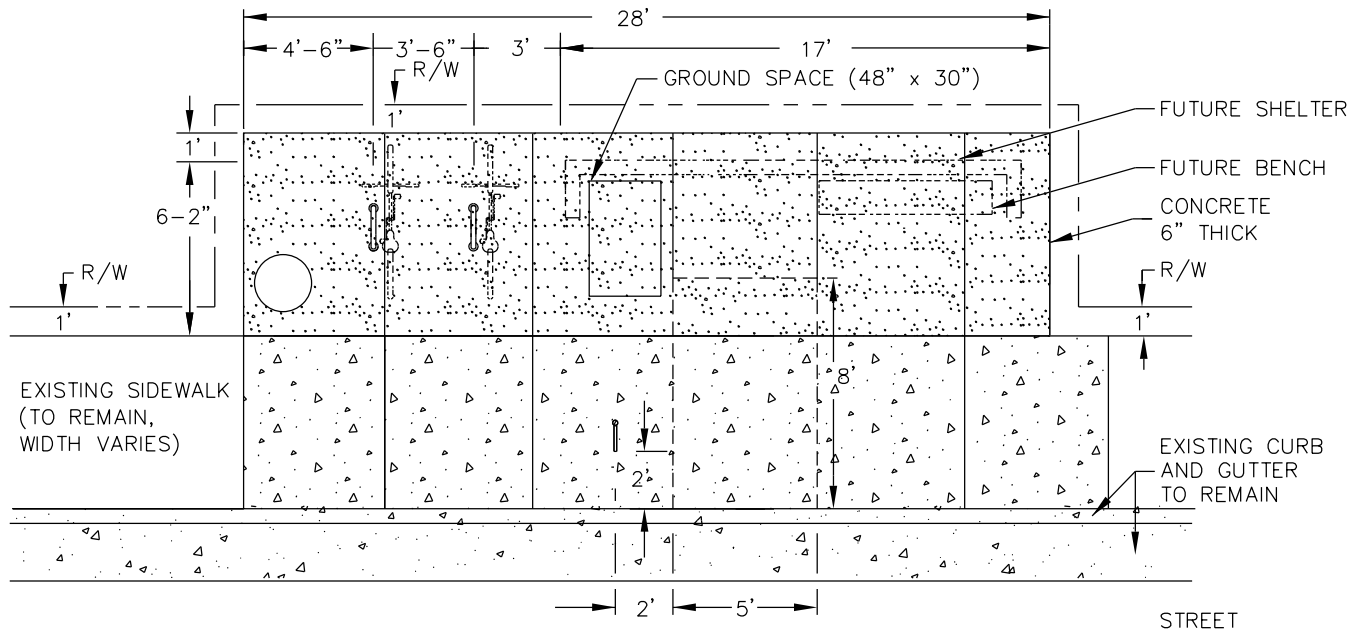 28'
4'-6"
3'-6"
3'
17'
R/W
GROUND SPACE (48" x 30")
1'
FUTURE SHELTER
1'
FUTURE BENCH
6-2"
CONCRETE
6" THICK
R/W
R/W
1'
1'
8'
EXISTING SIDEWALK
(TO REMAIN,
WIDTH VARIES)
EXISTING CURB
AND GUTTER
TO REMAIN
2'
2'
5'
STREET